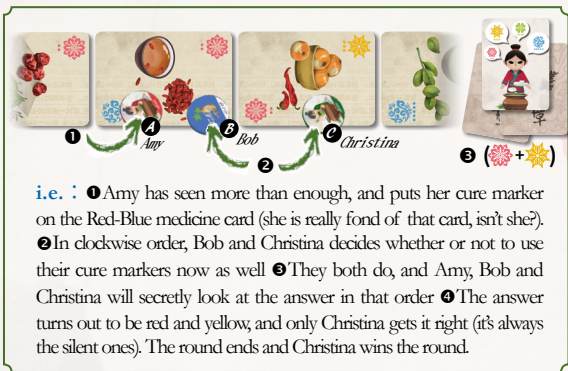 ❶
A
Amy
B
Bob
❷
C
Christina
❸ ( + )
i.e.：❶Amy has seen more than enough, and puts her cure marker
on the Red-Blue medicine card (she is really fond of that card, isn't she?).
❷In clockwise order, Bob and Christina decides whether or not to use
their cure markers now as well ❸They both do, and Amy, Bob and
Christina will secretly look at the answer in that order ❹The answer
turns out to be red and yellow, and only Christina gets it right (it's always
the silent ones). The round ends and Christina wins the round.